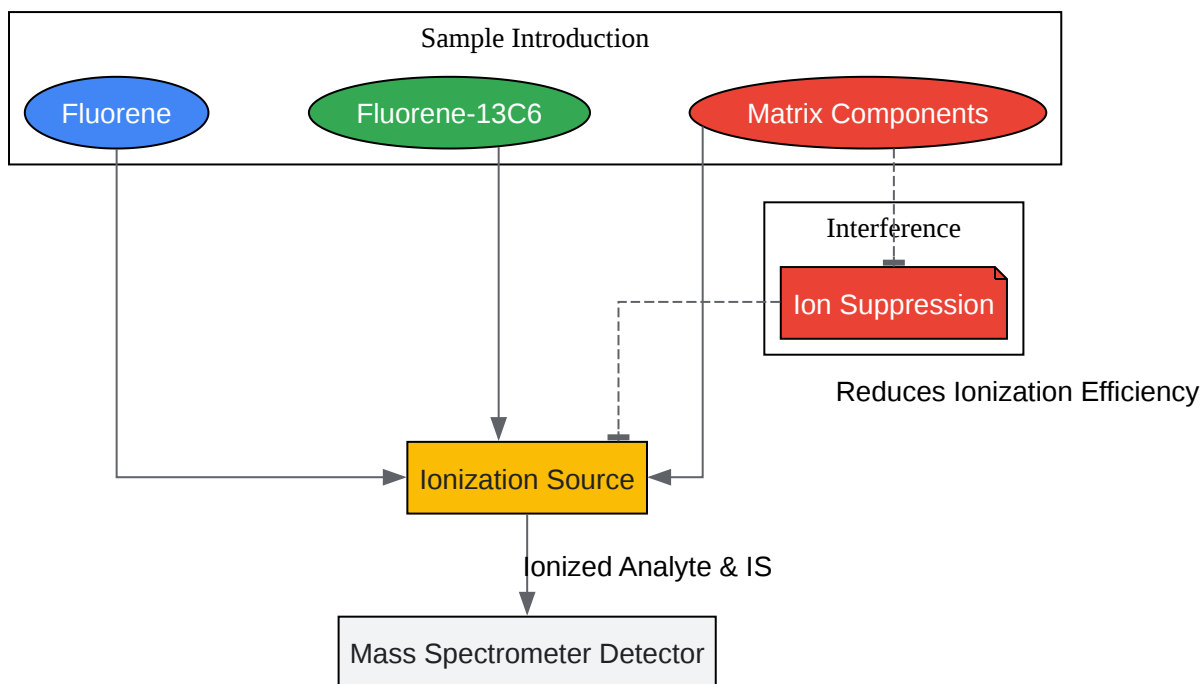 Sample Introduction
Fluorene
Fluorene-13C6
Matrix Components
Interference
Ion Suppression
Reduces Ionization Efficiency
Ionization Source
Ionized Analyte & IS
Mass Spectrometer Detector